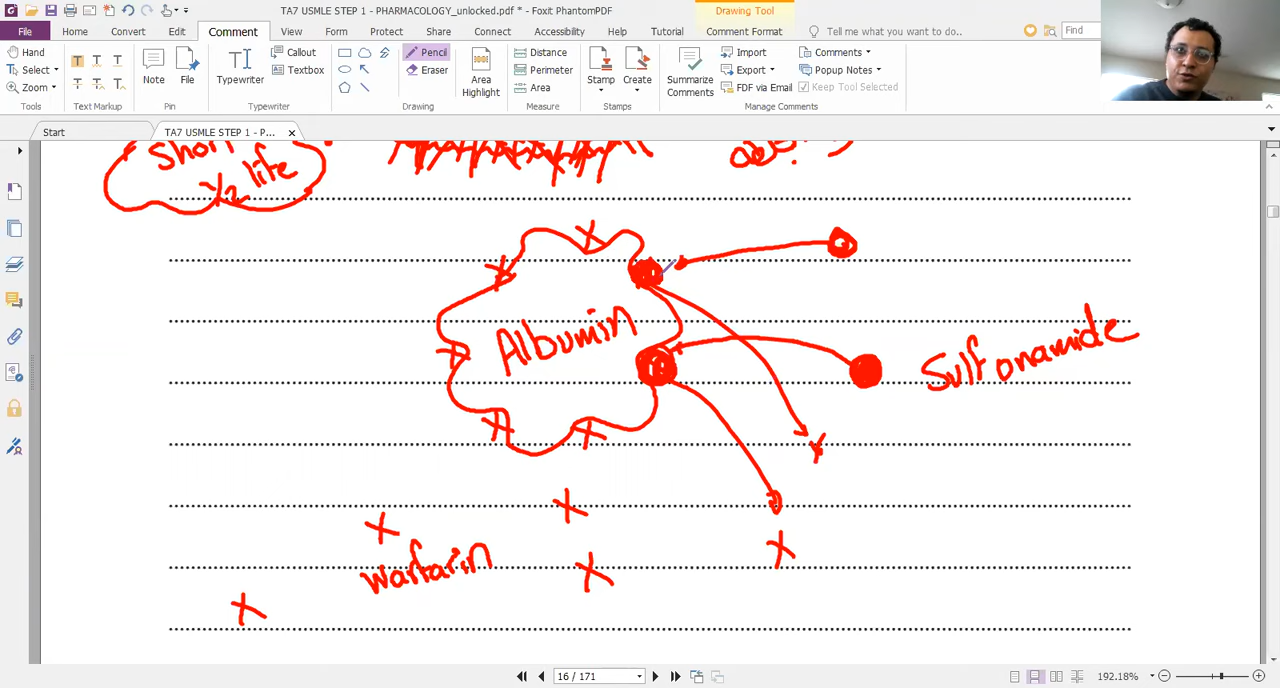 TA7 USMLE STEP 1 - PHARMACOLOGY_unlocked.pdf * - Foxit PhantomPDF
Drawing Tool
File Home Convert Edit Comment View Form Protect Share Connect Accessibility Help Tutorial Comment Format Tell me what you want to do.. Find
Hand
Select
Zoom
Tools
T T T
T T T
Text Markup
Note
File
Pin
Typewriter
Callout
Textbox
Typewriter
Pencil
Eraser
Drawing
Area
Highlight
Distance
Perimeter
Area
Measure
Stamp
Create
Stamps
Summarize
Comments
Import
Export
FDF via Email
Comments
Popup Notes
Keep Tool Selected
Manage Comments
Start
TA7 USMLE STEP 1 - P...
short
1/2 life
Albumin
Sulfonamide
X
warfarin
16 / 171
192.18%